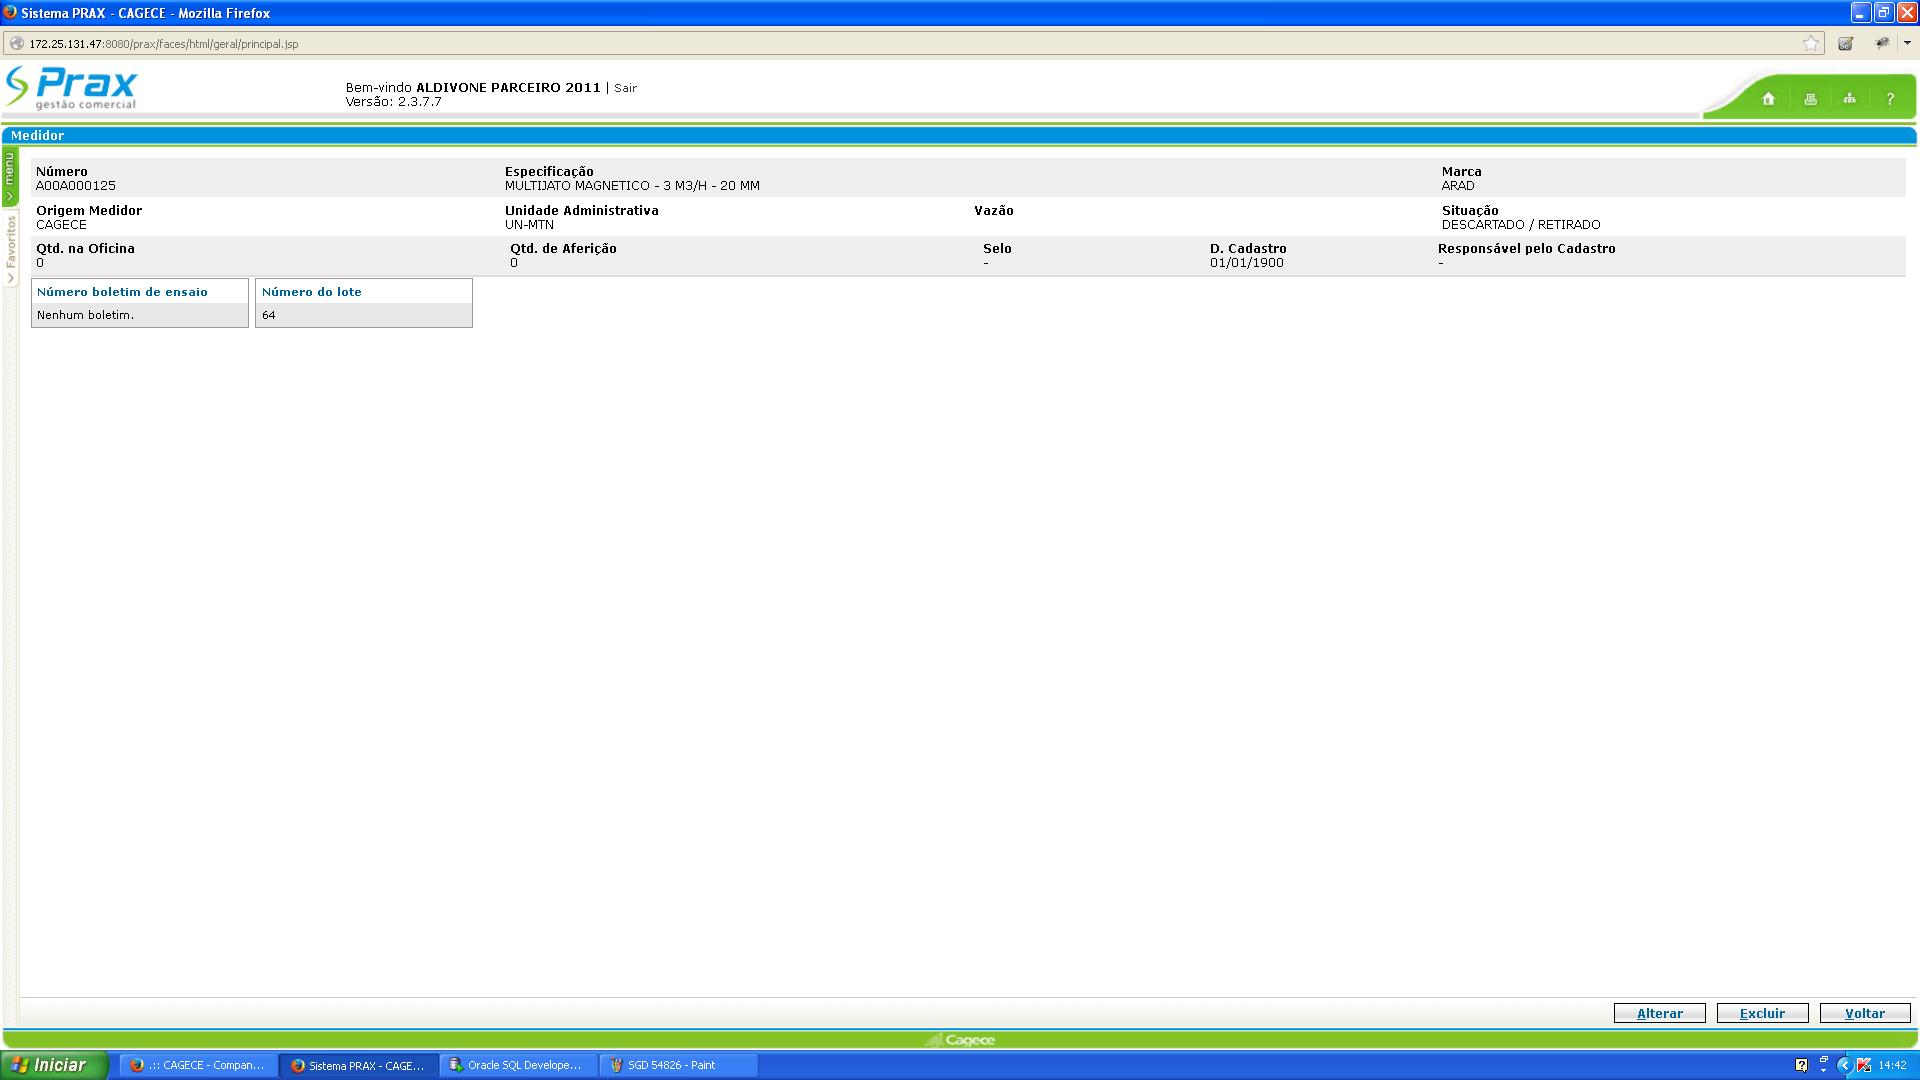 Sistema PRAX - CAGECE - Mozilla Firefox
172.25.131.47:8080/prax/faces/html/geral/principal.jsp
Prax
gestão comercial
Bem-vindo ALDIVONE PARCEIRO 2011 | Sair
Versão: 2.3.7.7
?
Medidor
menu
Favoritos
Número Especificação Marca
A00A000125 MULTIJATO MAGNETICO - 3 M3/H - 20 MM ARAD
Origem Medidor Unidade Administrativa Vazão Situação
CAGECE UN-MTN DESCARTADO / RETIRADO
Qtd. na Oficina Qtd. de Aferição Selo D. Cadastro Responsável pelo Cadastro
0 0 - 01/01/1900 -
Número boletim de ensaio Número do lote
Nenhum boletim. 64
Alterar Excluir Voltar
Cagece
Iniciar .:: CAGECE - Compan... Sistema PRAX - CAGE... Oracle SQL Develope... SGD 54826 - Paint 14:42